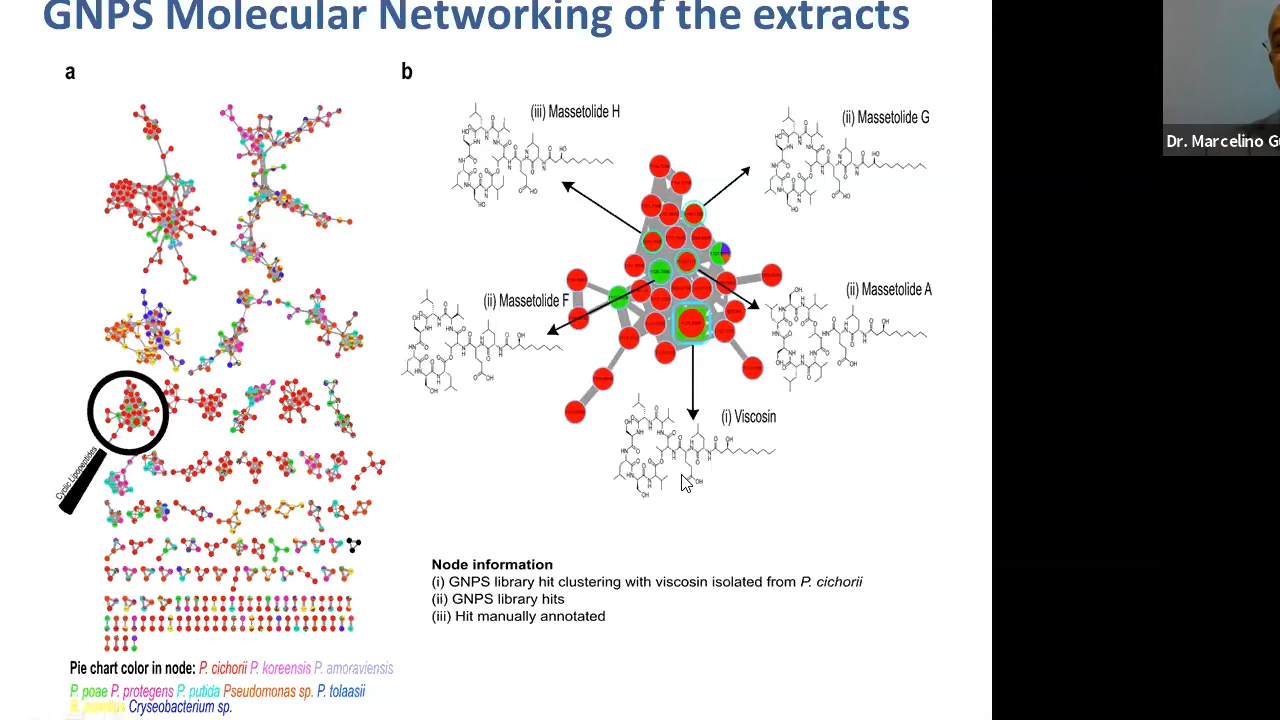 GNPS Molecular Networking of the extracts
a
b
(iii) Massetolide H
(ii) Massetolide G
(ii) Massetolide F
(ii) Massetolide A
(i) Viscosin
Cyclic Lipopeptides
Node information
(i) GNPS library hit clustering with viscosin isolated from P. cichorii
(ii) GNPS library hits
(iii) Hit manually annotated
Pie chart color in node: P. cichorii P. koreensis P. amoraviensis
P. poae P. protegens P. putida Pseudomonas sp. P. tolaasii
Cryseobacterium sp.
Dr. Marcelino